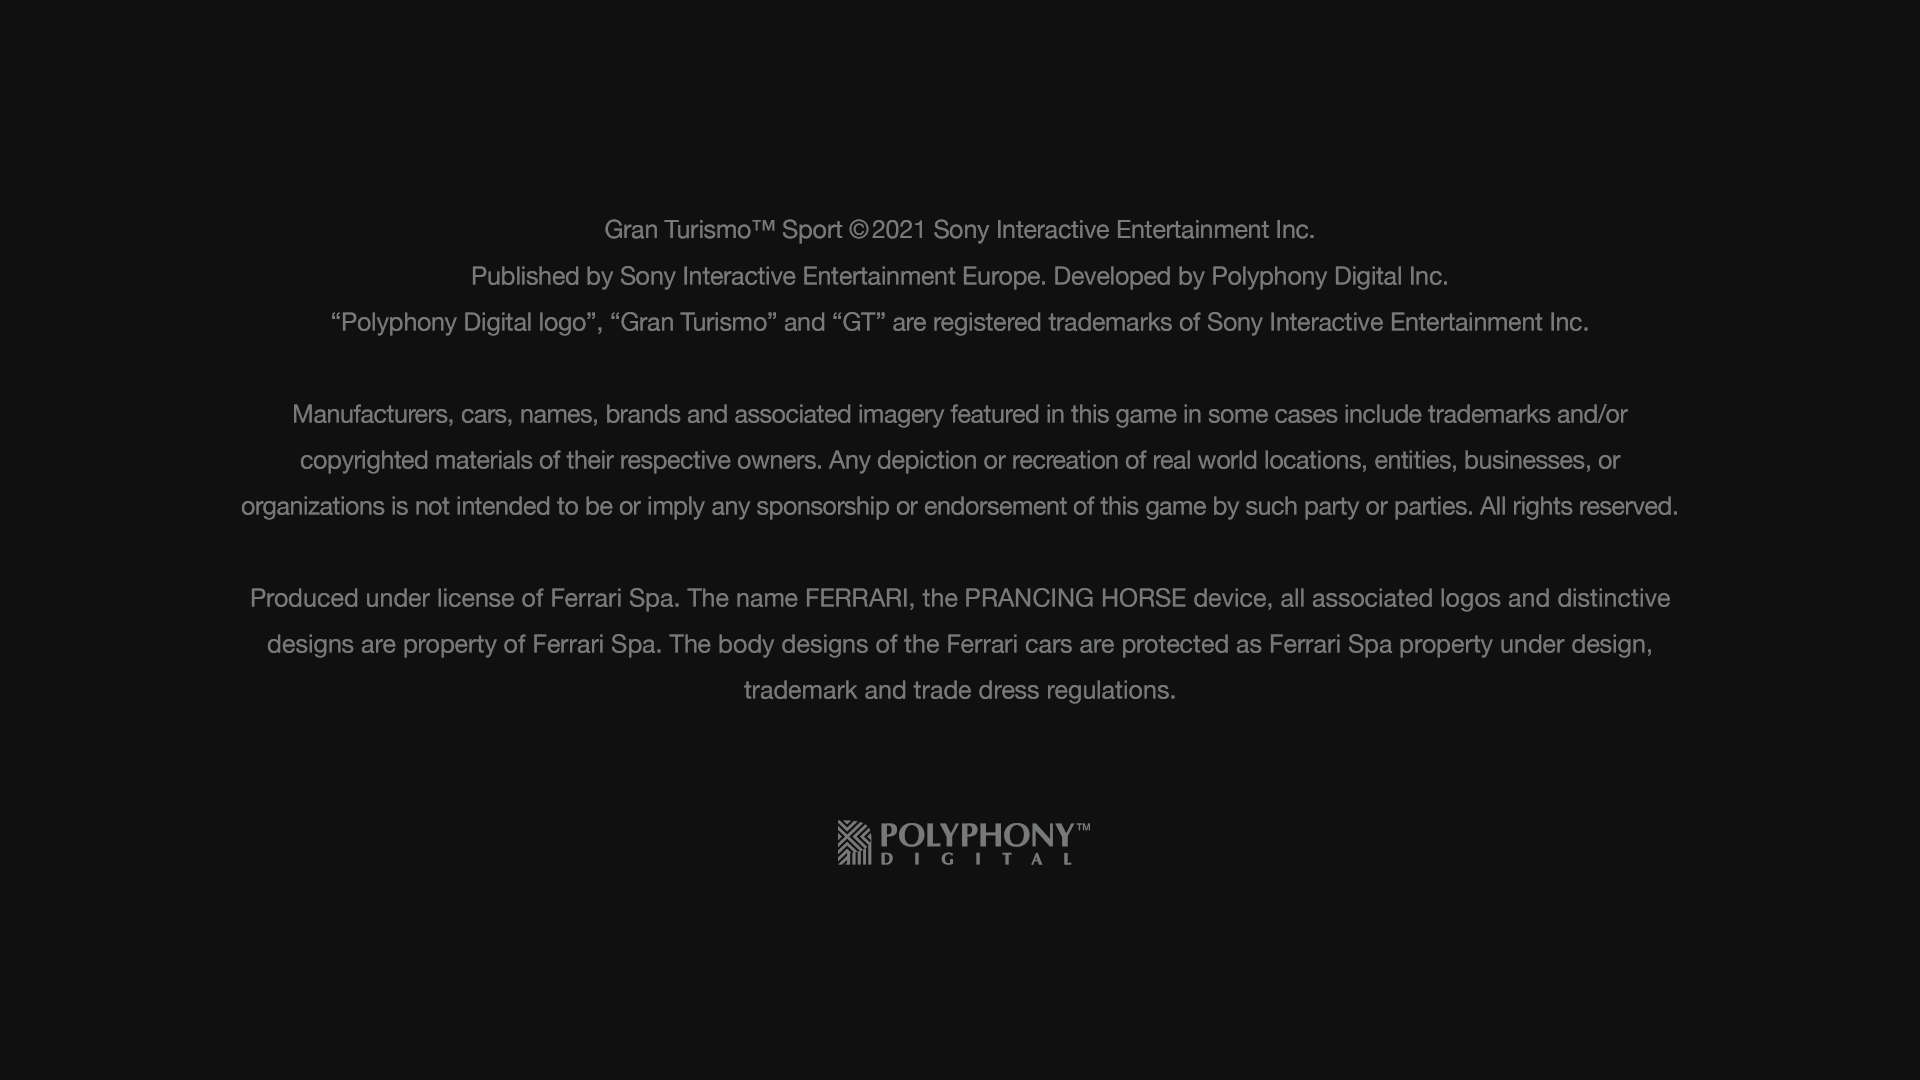 Gran Turismo™ Sport ©2021 Sony Interactive Entertainment Inc.
Published by Sony Interactive Entertainment Europe. Developed by Polyphony Digital Inc.
“Polyphony Digital logo”, “Gran Turismo” and “GT” are registered trademarks of Sony Interactive Entertainment Inc.
Manufacturers, cars, names, brands and associated imagery featured in this game in some cases include trademarks and/or
copyrighted materials of their respective owners. Any depiction or recreation of real world locations, entities, businesses, or
organizations is not intended to be or imply any sponsorship or endorsement of this game by such party or parties. All rights reserved.
Produced under license of Ferrari Spa. The name FERRARI, the PRANCING HORSE device, all associated logos and distinctive
designs are property of Ferrari Spa. The body designs of the Ferrari cars are protected as Ferrari Spa property under design,
trademark and trade dress regulations.
POLYPHONY™
DIGITAL